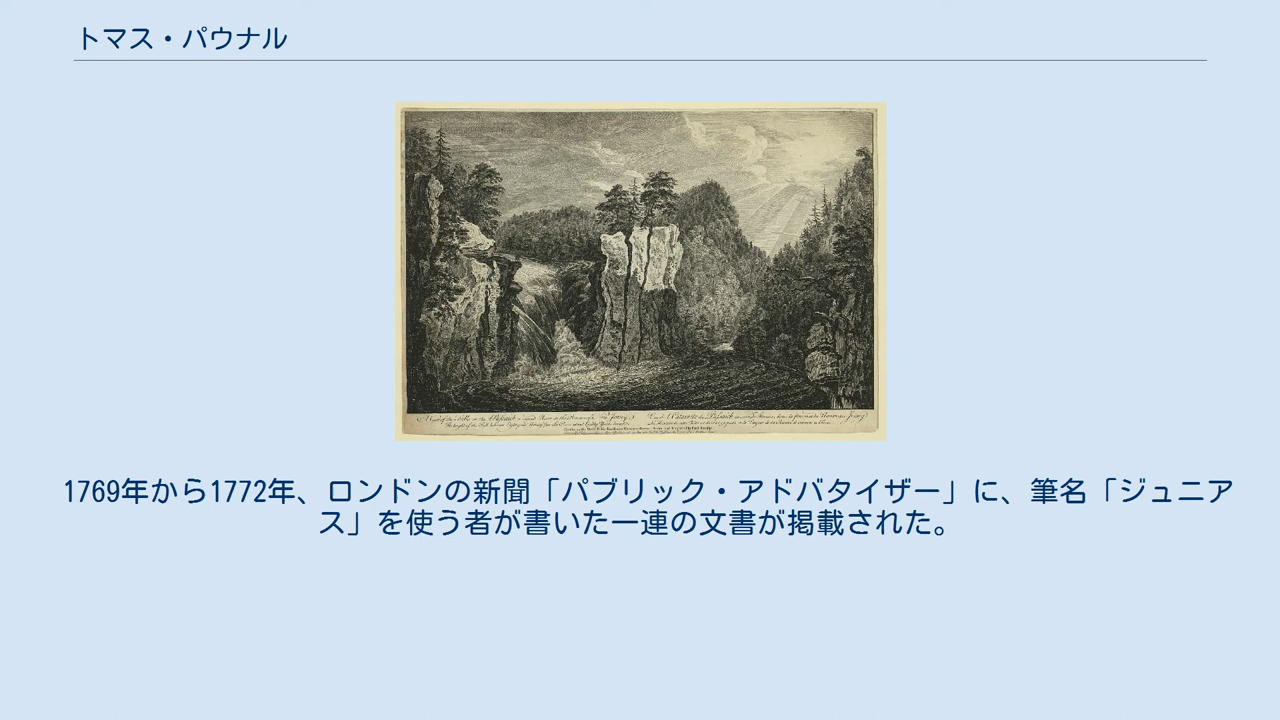 トマス・パウナル
1769年から1772年、ロンドンの新聞「パブリック・アドバタイザー」に、筆名「ジュニア
ス」を使う者が書いた一連の文書が掲載された。